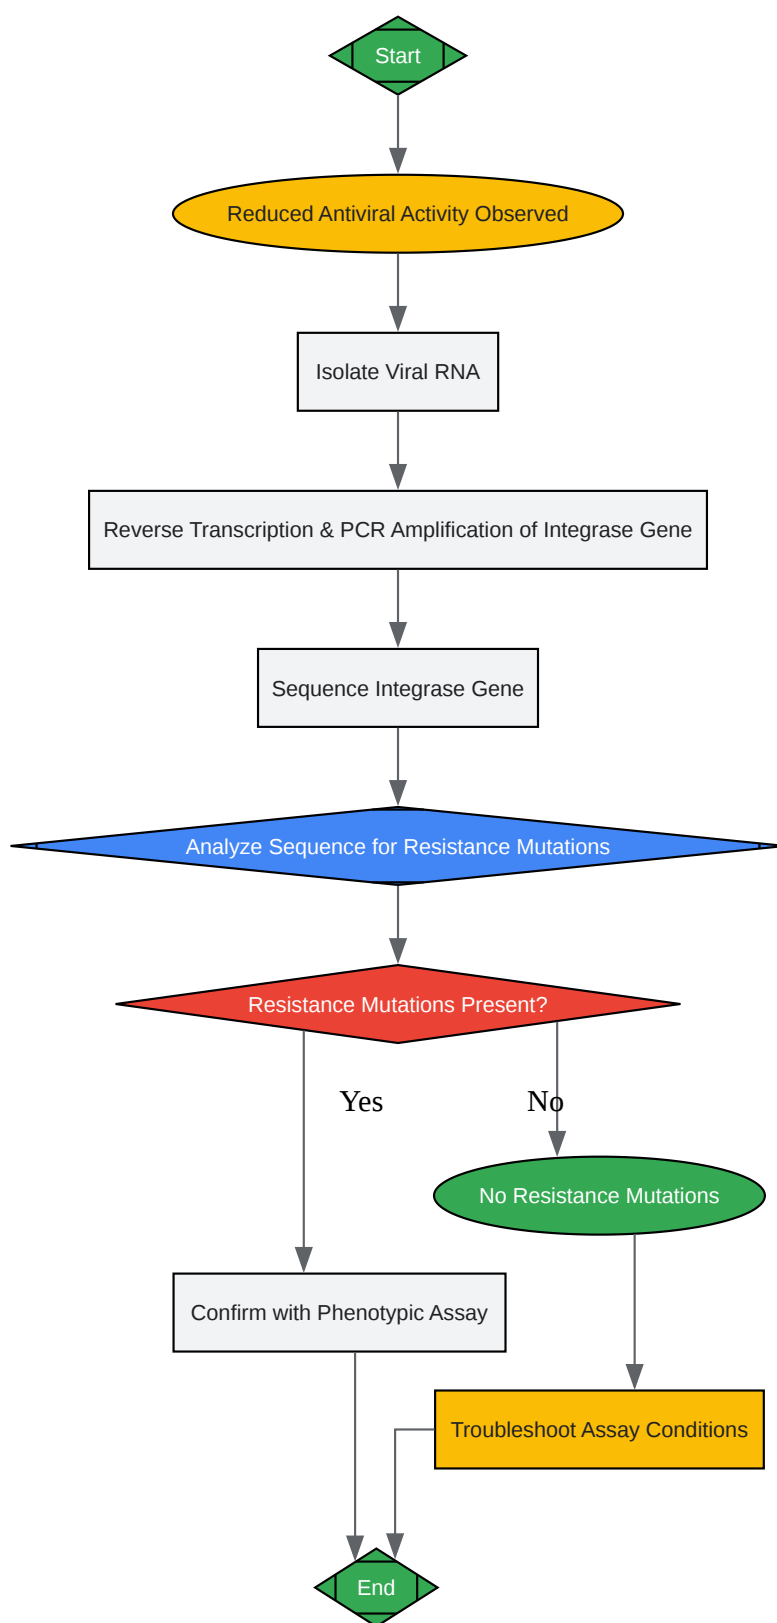 Start
Reduced Antiviral Activity Observed
Isolate Viral RNA
Reverse Transcription & PCR Amplification of Integrase Gene
Sequence Integrase Gene
Analyze Sequence for Resistance Mutations
Resistance Mutations Present?
Yes
No
No Resistance Mutations
Confirm with Phenotypic Assay
Troubleshoot Assay Conditions
End